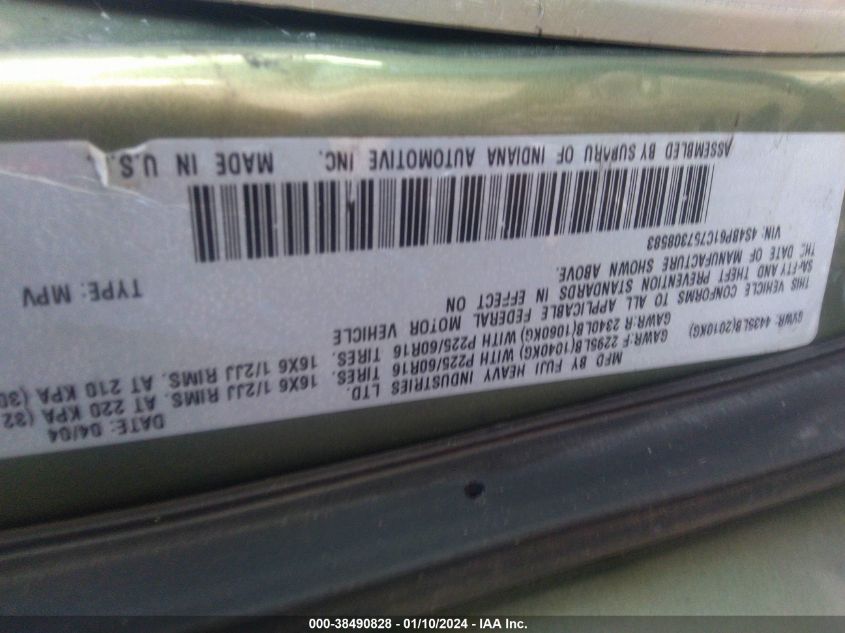 MFD BY FUJI HEAVY INDUSTRIES LTD. DATE: 04/04
GVWR: 4435LB(2010KG)
GAWR:F 2295LB(1040KG) WITH P225/60R16 TIRES. 16X6 1/2JJ RIMS. AT 220 KPA (32
GAWR:R 2340LB(1060KG) WITH P225/60R16 TIRES. 16X6 1/2JJ RIMS. AT 210 KPA (30
THIS VEHICLE CONFORMS TO ALL APPLICABLE FEDERAL MOTOR VEHICLE
SAFETY AND THEFT PREVENTION STANDARDS IN EFFECT ON
THE DATE OF MANUFACTURE SHOWN ABOVE.
VIN: 4S4BP61C757308583 TYPE: MPV
ASSEMBLED BY SUBARU OF INDIANA AUTOMOTIVE INC. MADE IN U.S.
000-38490828 - 01/10/2024 - IAA Inc.